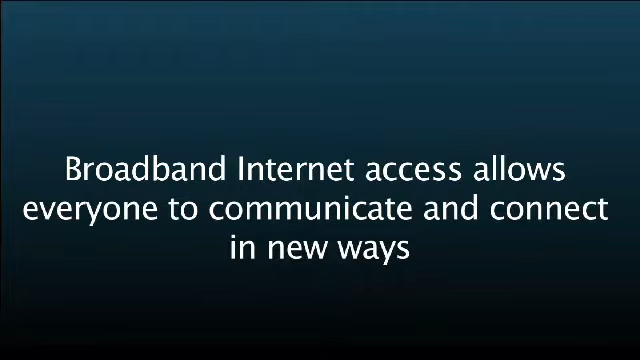 Broadband Internet access allows
everyone to communicate and connect
in new ways